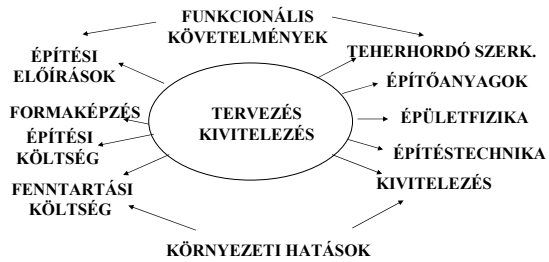 FUNKCIONÁLIS
KÖVETELMÉNYEK
ÉPÍTÉSI
ELŐÍRÁSOK
TEHERHORDÓ SZERK.
ÉPÍTŐANYAGOK
FORMAKÉPZÉS
TERVEZÉS
KIVITELEZÉS
ÉPÜLETFIZIKA
ÉPÍTÉSI
KÖLTSÉG
ÉPÍTÉSTECHNIKA
FENNTARTÁSI
KÖLTSÉG
KIVITELEZÉS
KÖRNYEZETI HATÁSOK